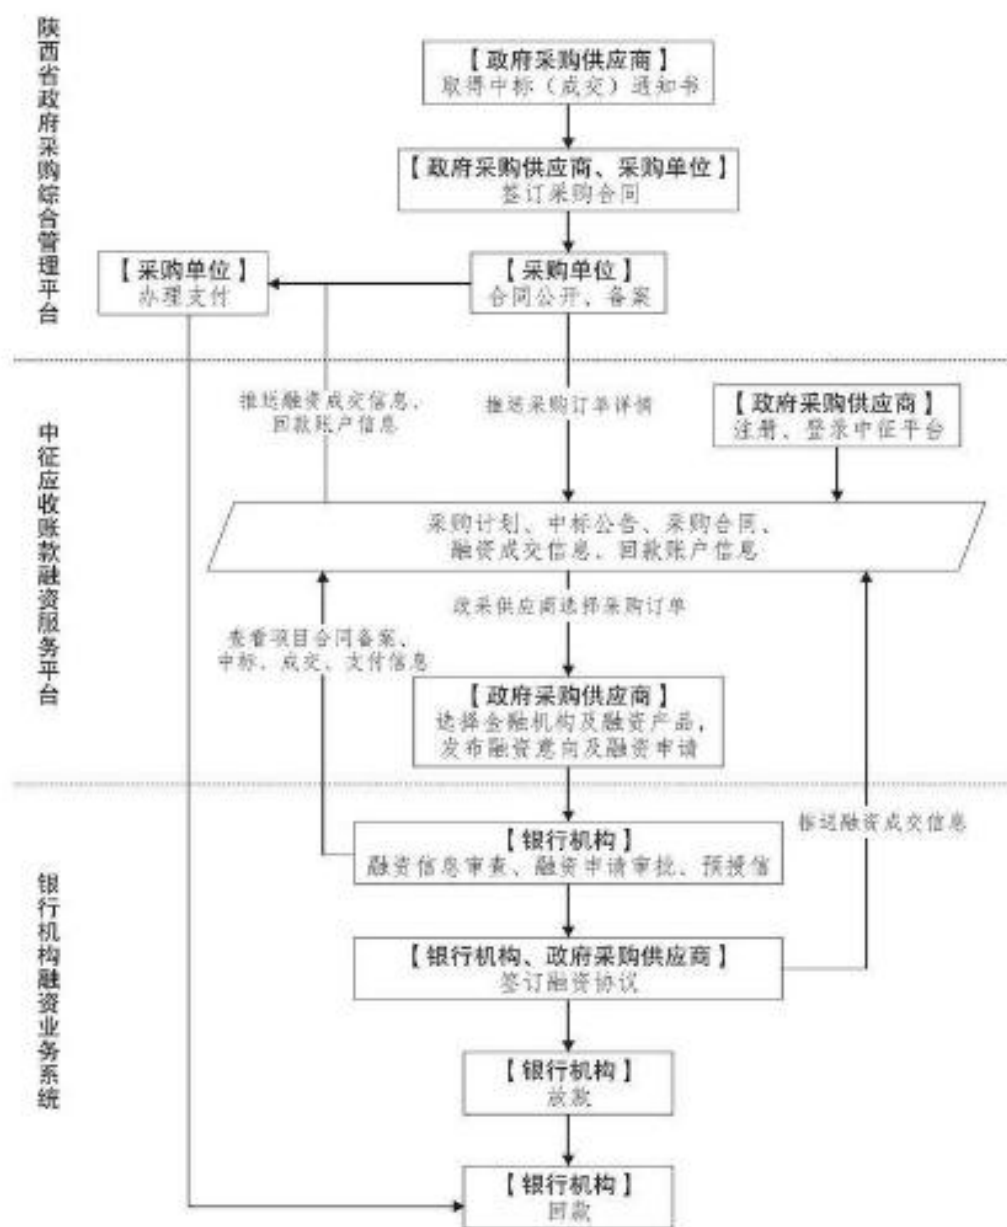 陕西省政府采购综合管理平台
【政府采购供应商】
取得中标（成交）通知书
【政府采购供应商、采购单位】
签订采购合同
【采购单位】
办理支付
【采购单位】
合同公开、备案
中征应收账款融资服务平台
推送融资成交信息、
回款账户信息
推送采购订单详情
【政府采购供应商】
注册、登录中征平台
采购计划、中标公告、采购合同、
融资成交信息、回款账户信息
政采供应商选择采购订单
查看项目合同备案、
中标、成交、支付信息
【政府采购供应商】
选择金融机构及融资产品，
发布融资意向及融资申请
银行机构融资业务系统
推送融资成交信息
【银行机构】
融资信息审查、融资申请审批、预授信
【银行机构、政府采购供应商】
签订融资协议
【银行机构】
放款
【银行机构】
回款